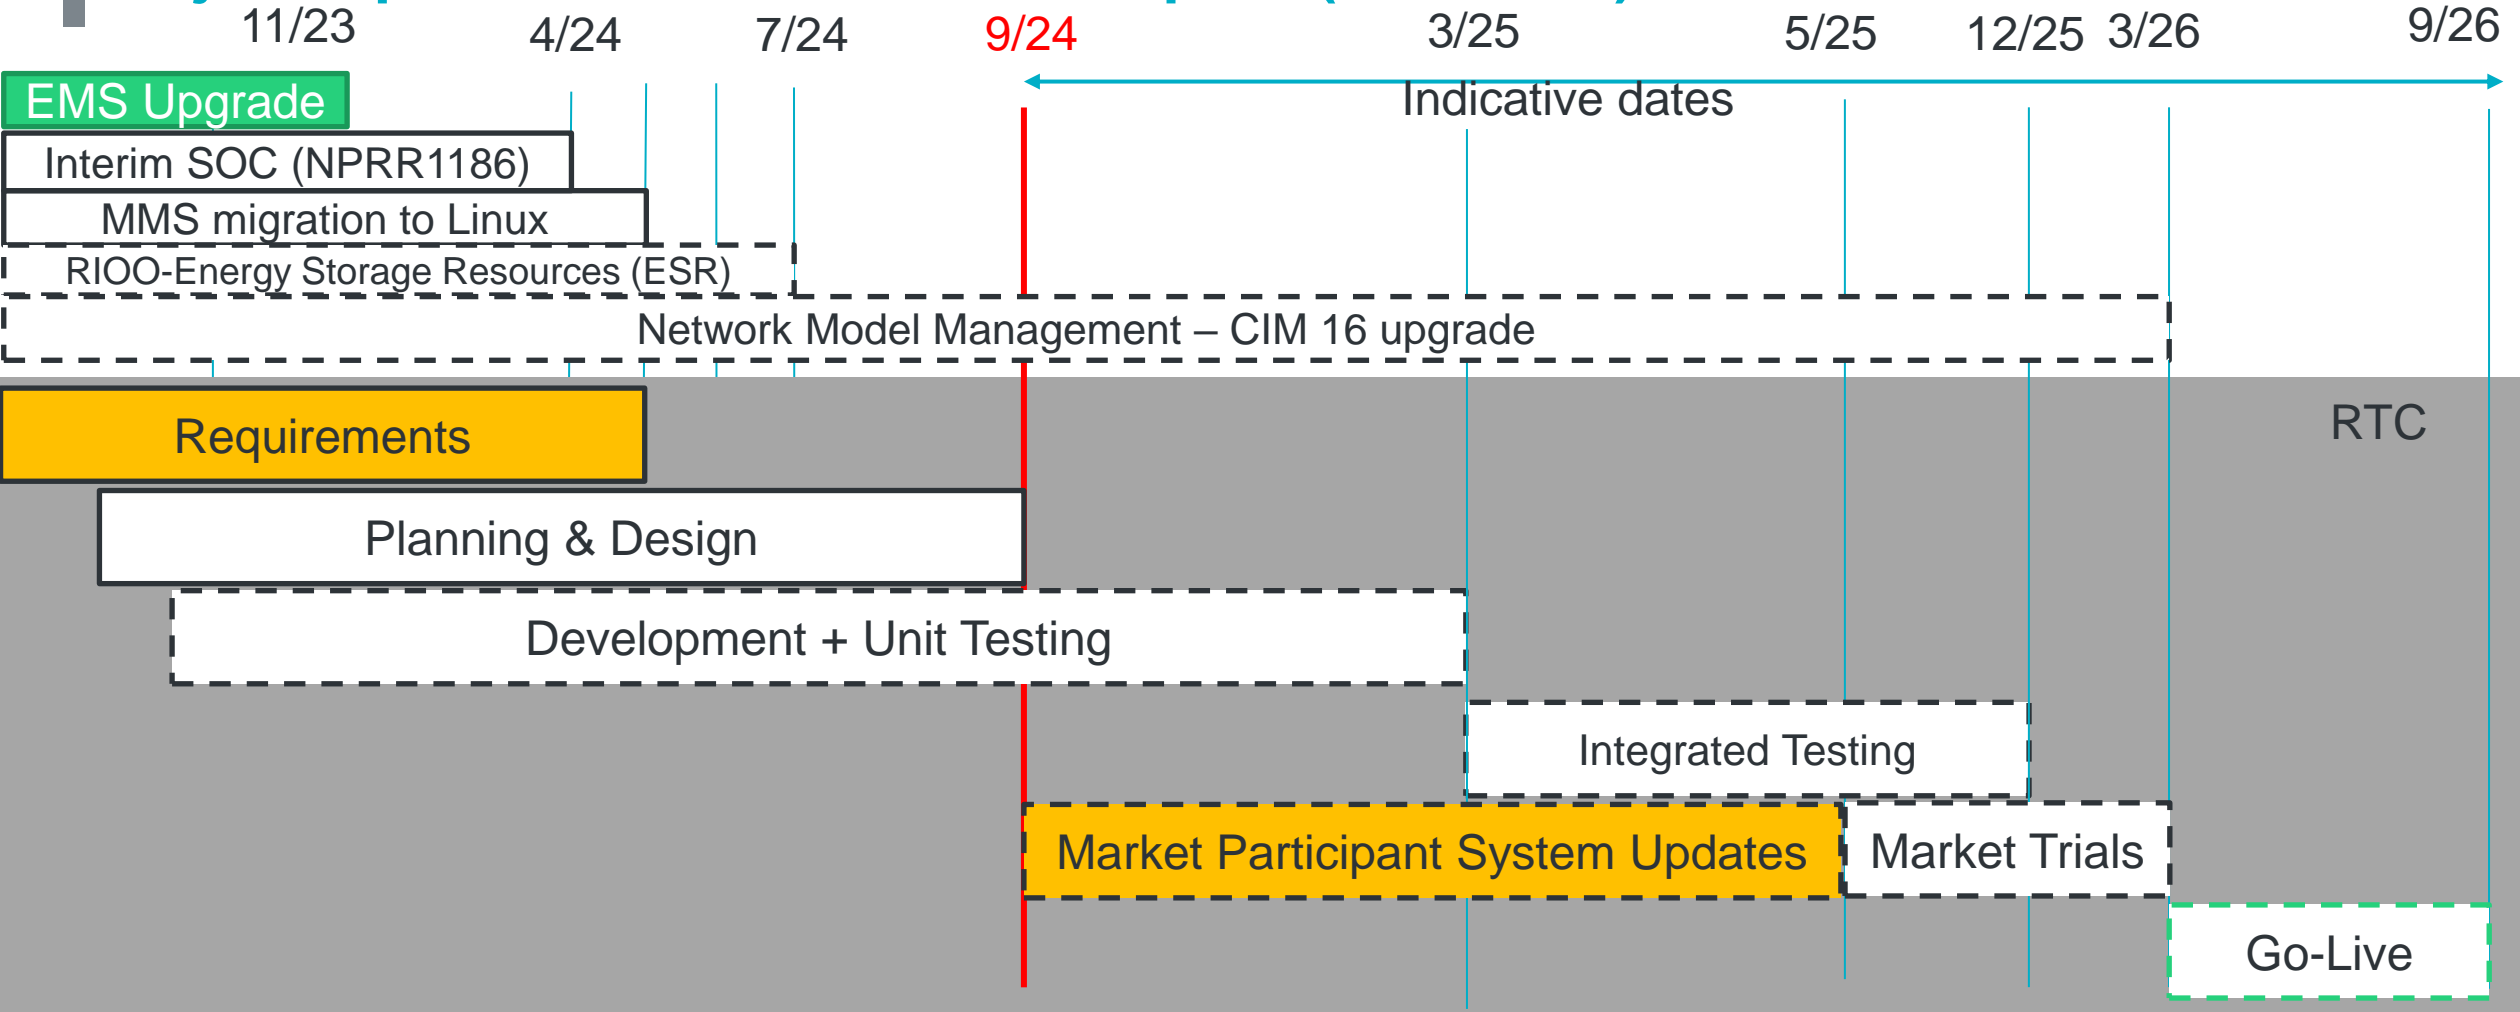 11/23 4/24 7/24 9/24 3/25 5/25 12/25 3/26 9/26
Indicative dates
EMS Upgrade
Interim SOC (NPRR1186)
MMS migration to Linux
RIOO-Energy Storage Resources (ESR)
Network Model Management – CIM 16 upgrade
RTC
Requirements
Planning & Design
Development + Unit Testing
Integrated Testing
Market Participant System Updates
Market Trials
Go-Live